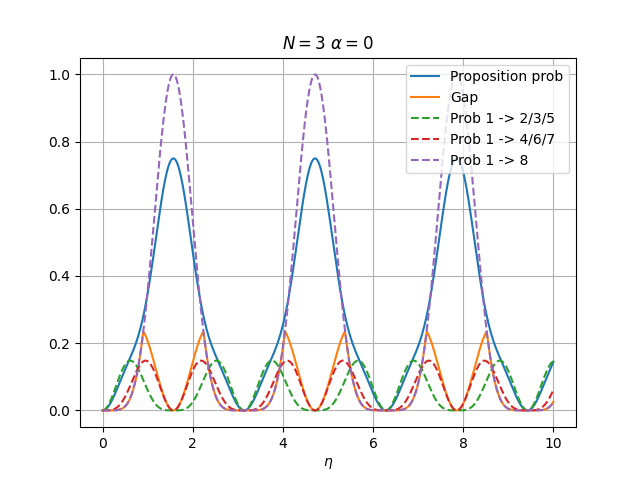 N = 3 α = 0
1.0
0.8
0.6
0.4
0.2
0.0
Proposition prob
Gap
Prob 1 -> 2/3/5
Prob 1 -> 4/6/7
Prob 1 -> 8
0 2 4 6 8 10
η